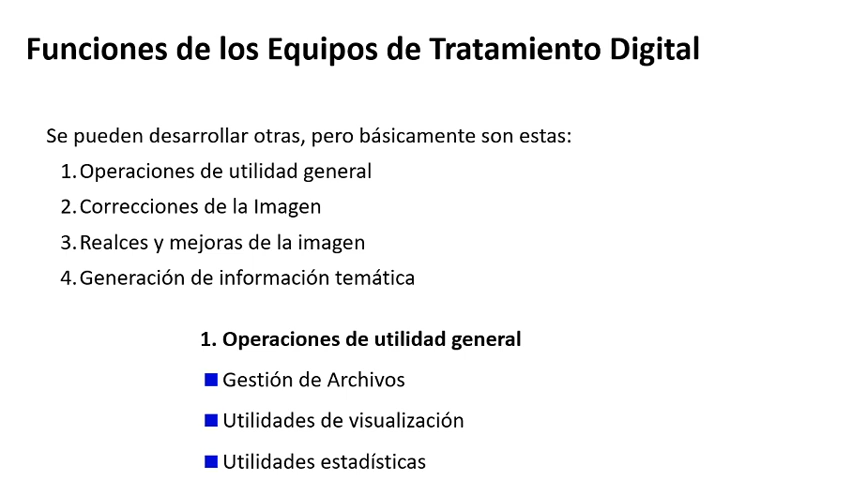 Funciones de los Equipos de Tratamiento Digital
Se pueden desarrollar otras, pero básicamente son estas:
1. Operaciones de utilidad general
2. Correcciones de la Imagen
3. Realces y mejoras de la imagen
4. Generación de información temática
1. Operaciones de utilidad general
Gestión de Archivos
Utilidades de visualización
Utilidades estadísticas